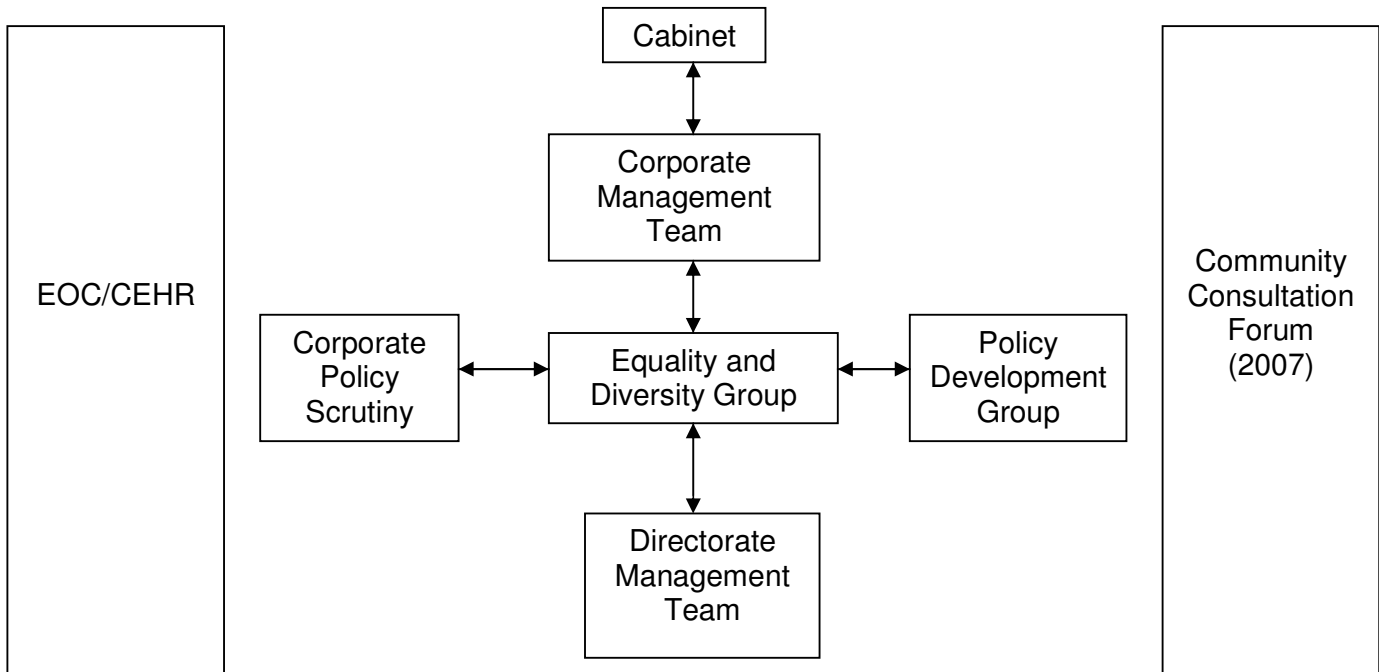 Cabinet
Corporate
Management
Team
EOC/CEHR
Corporate
Policy
Scrutiny
Equality and
Diversity Group
Policy
Development
Group
Community
Consultation
Forum
(2007)
Directorate
Management
Team